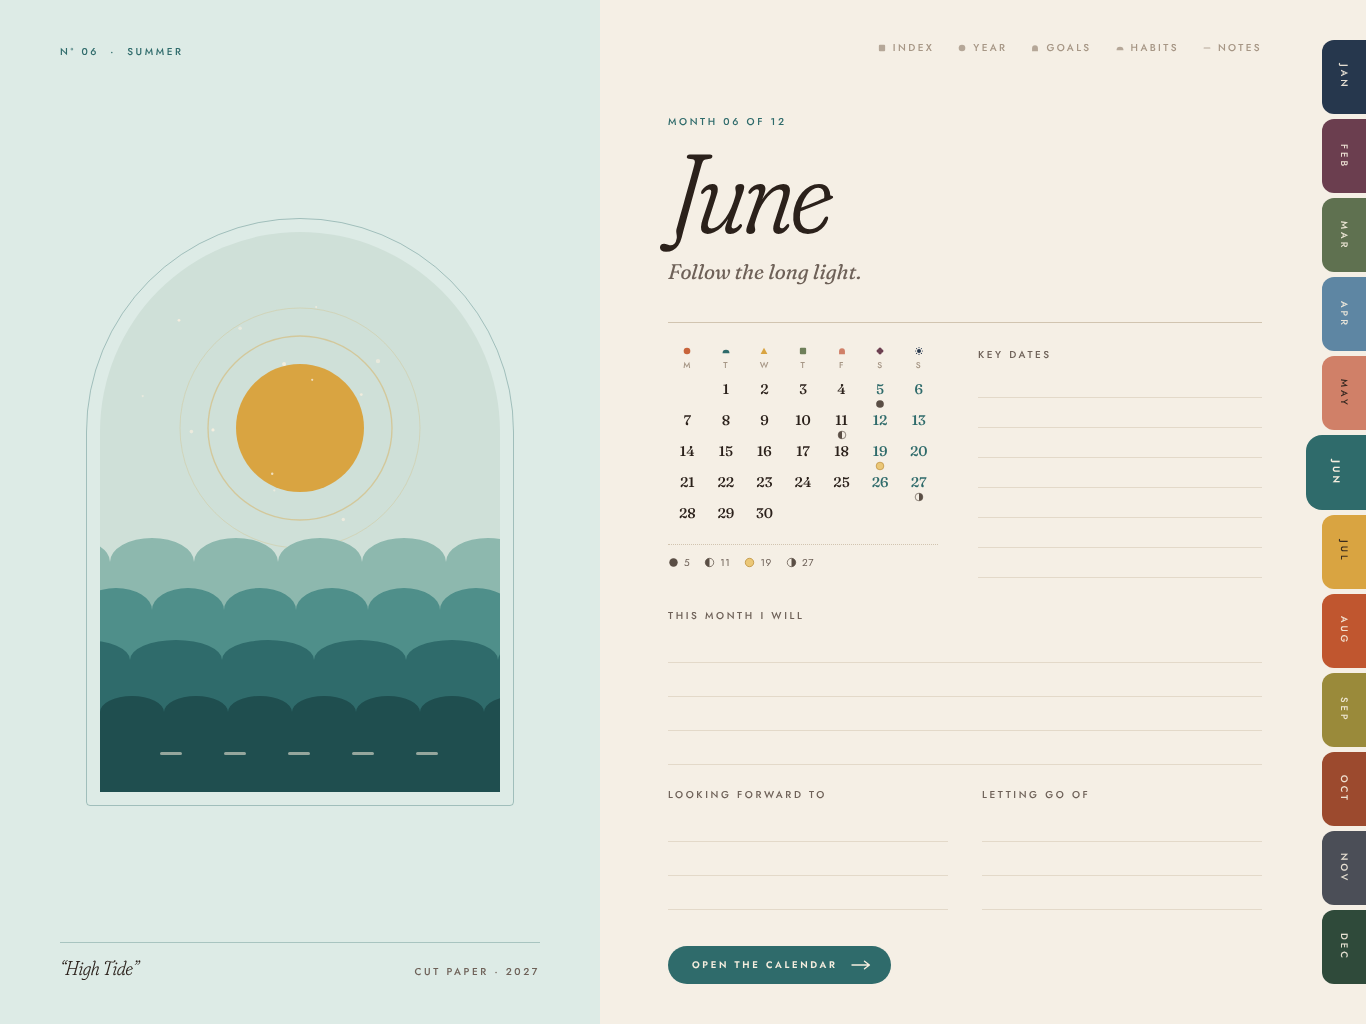 N° 06 · SUMMER
“High Tide”
CUT PAPER · 2027
INDEX YEAR GOALS HABITS NOTES
MONTH 06 OF 12
June
Follow the long light.
M T W T F S S
1 2 3 4 5 6
7 8 9 10 11 12 13
14 15 16 17 18 19 20
21 22 23 24 25 26 27
28 29 30
5 11 19 27
KEY DATES
THIS MONTH I WILL
LOOKING FORWARD TO
LETTING GO OF
OPEN THE CALENDAR
JAN
FEB
MAR
APR
MAY
JUN
JUL
AUG
SEP
OCT
NOV
DEC